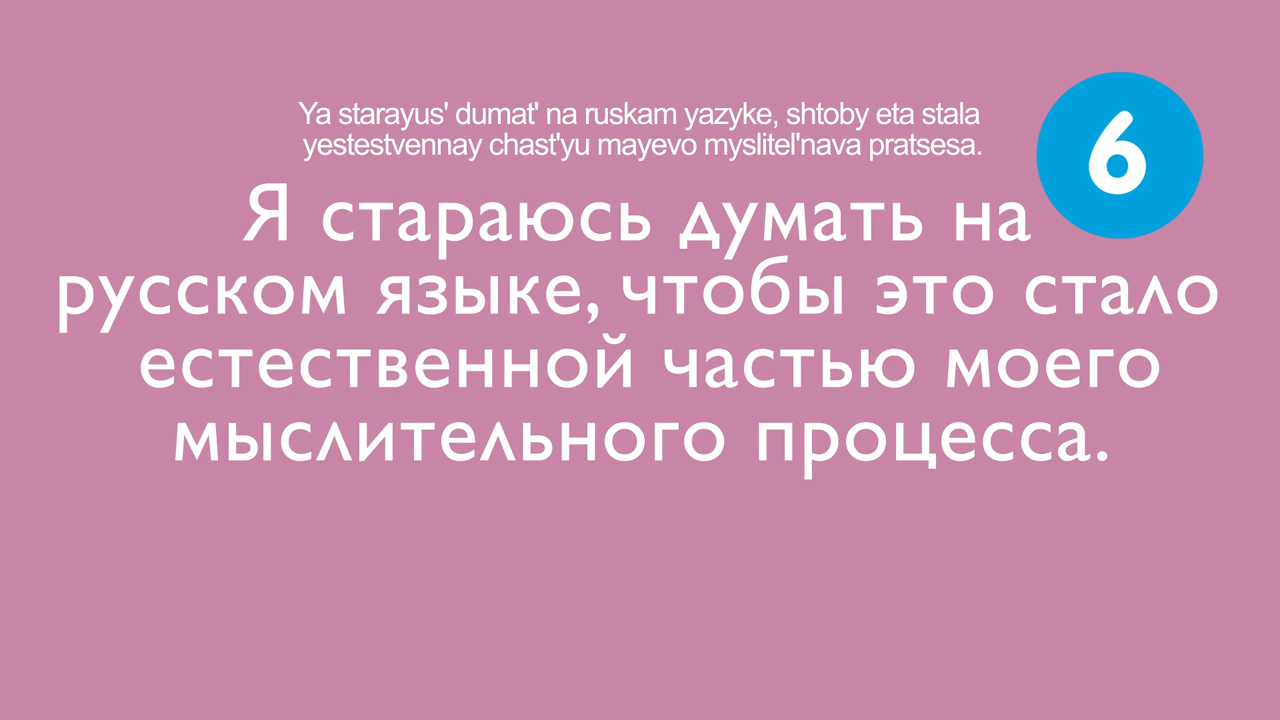 Ya starayus' dumat' na ruskam yazyke, shtoby eta stala
yestestvennay chast'yu mayevo myslitel'nava pratsesa.
6
Я стараюсь думать на
русском языке, чтобы это стало
естественной частью моего
мыслительного процесса.